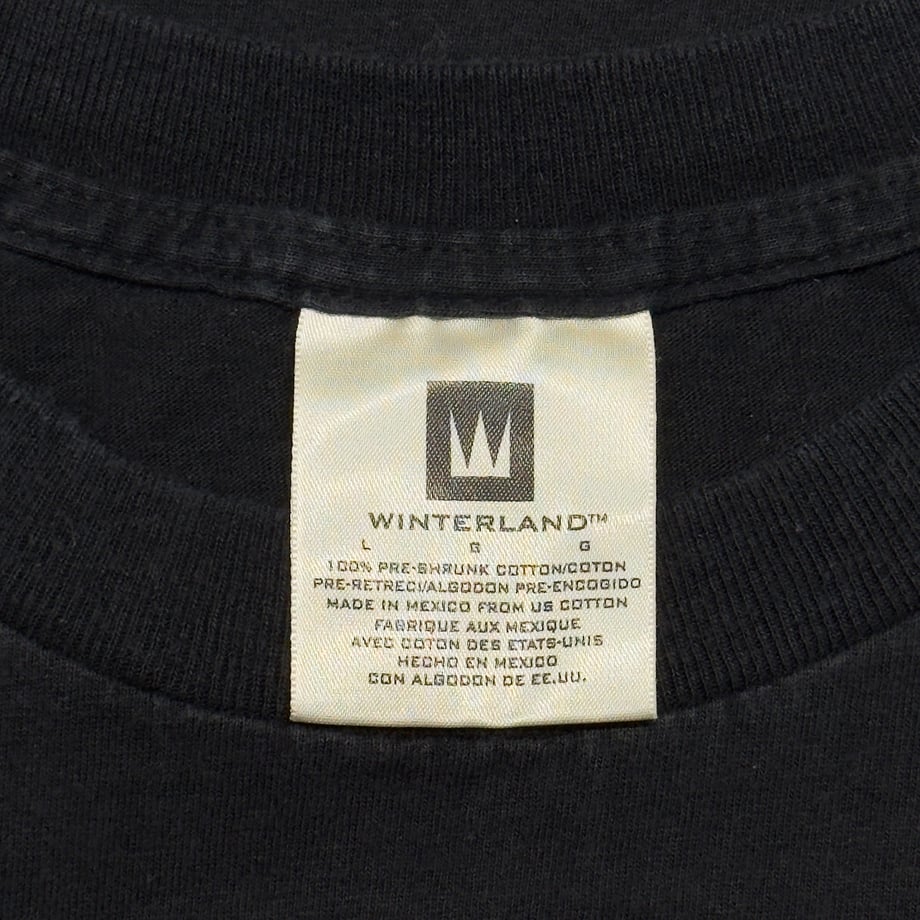 W
WINTERLAND™
L G G
100% PRE-SHRUNK COTTON/COTON
PRE-RETRECI/ALGODON PRE-ENCOGIDO
MADE IN MEXICO FROM US COTTON
FABRIQUE AUX MEXIQUE
AVEC COTON DES ETATS-UNIS
HECHO EN MEXICO
CON ALGODON DE EE.UU.